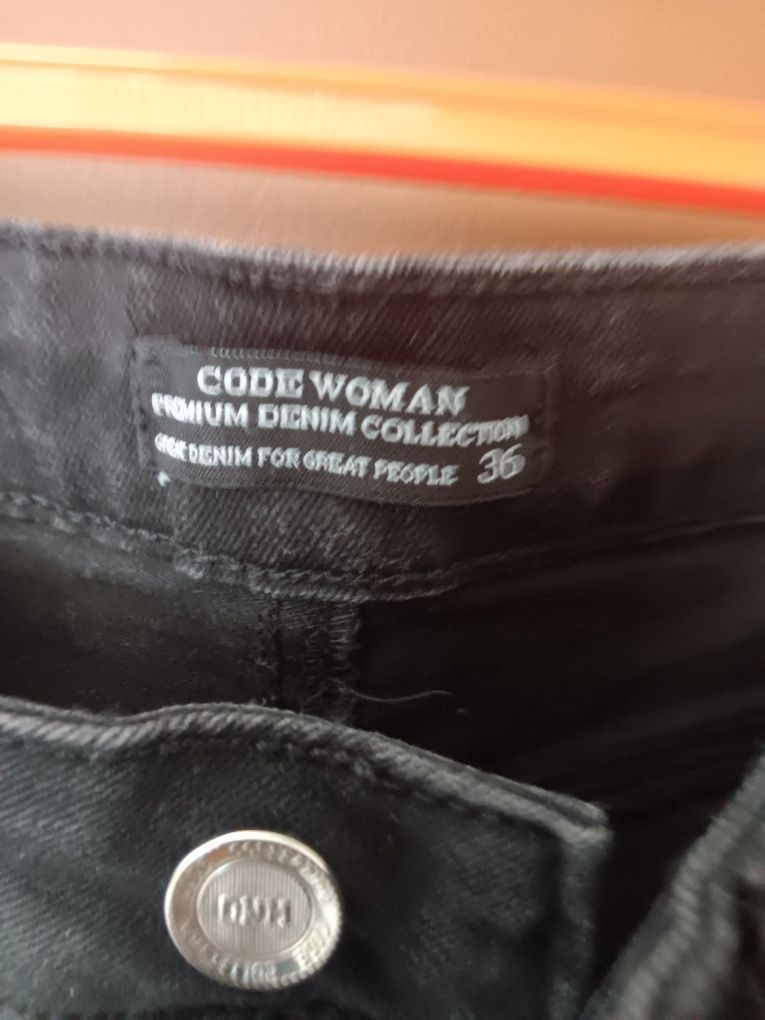 CODE WOMAN
PREMIUM DENIM COLLECTION
DENIM FOR GREAT PEOPLE 36